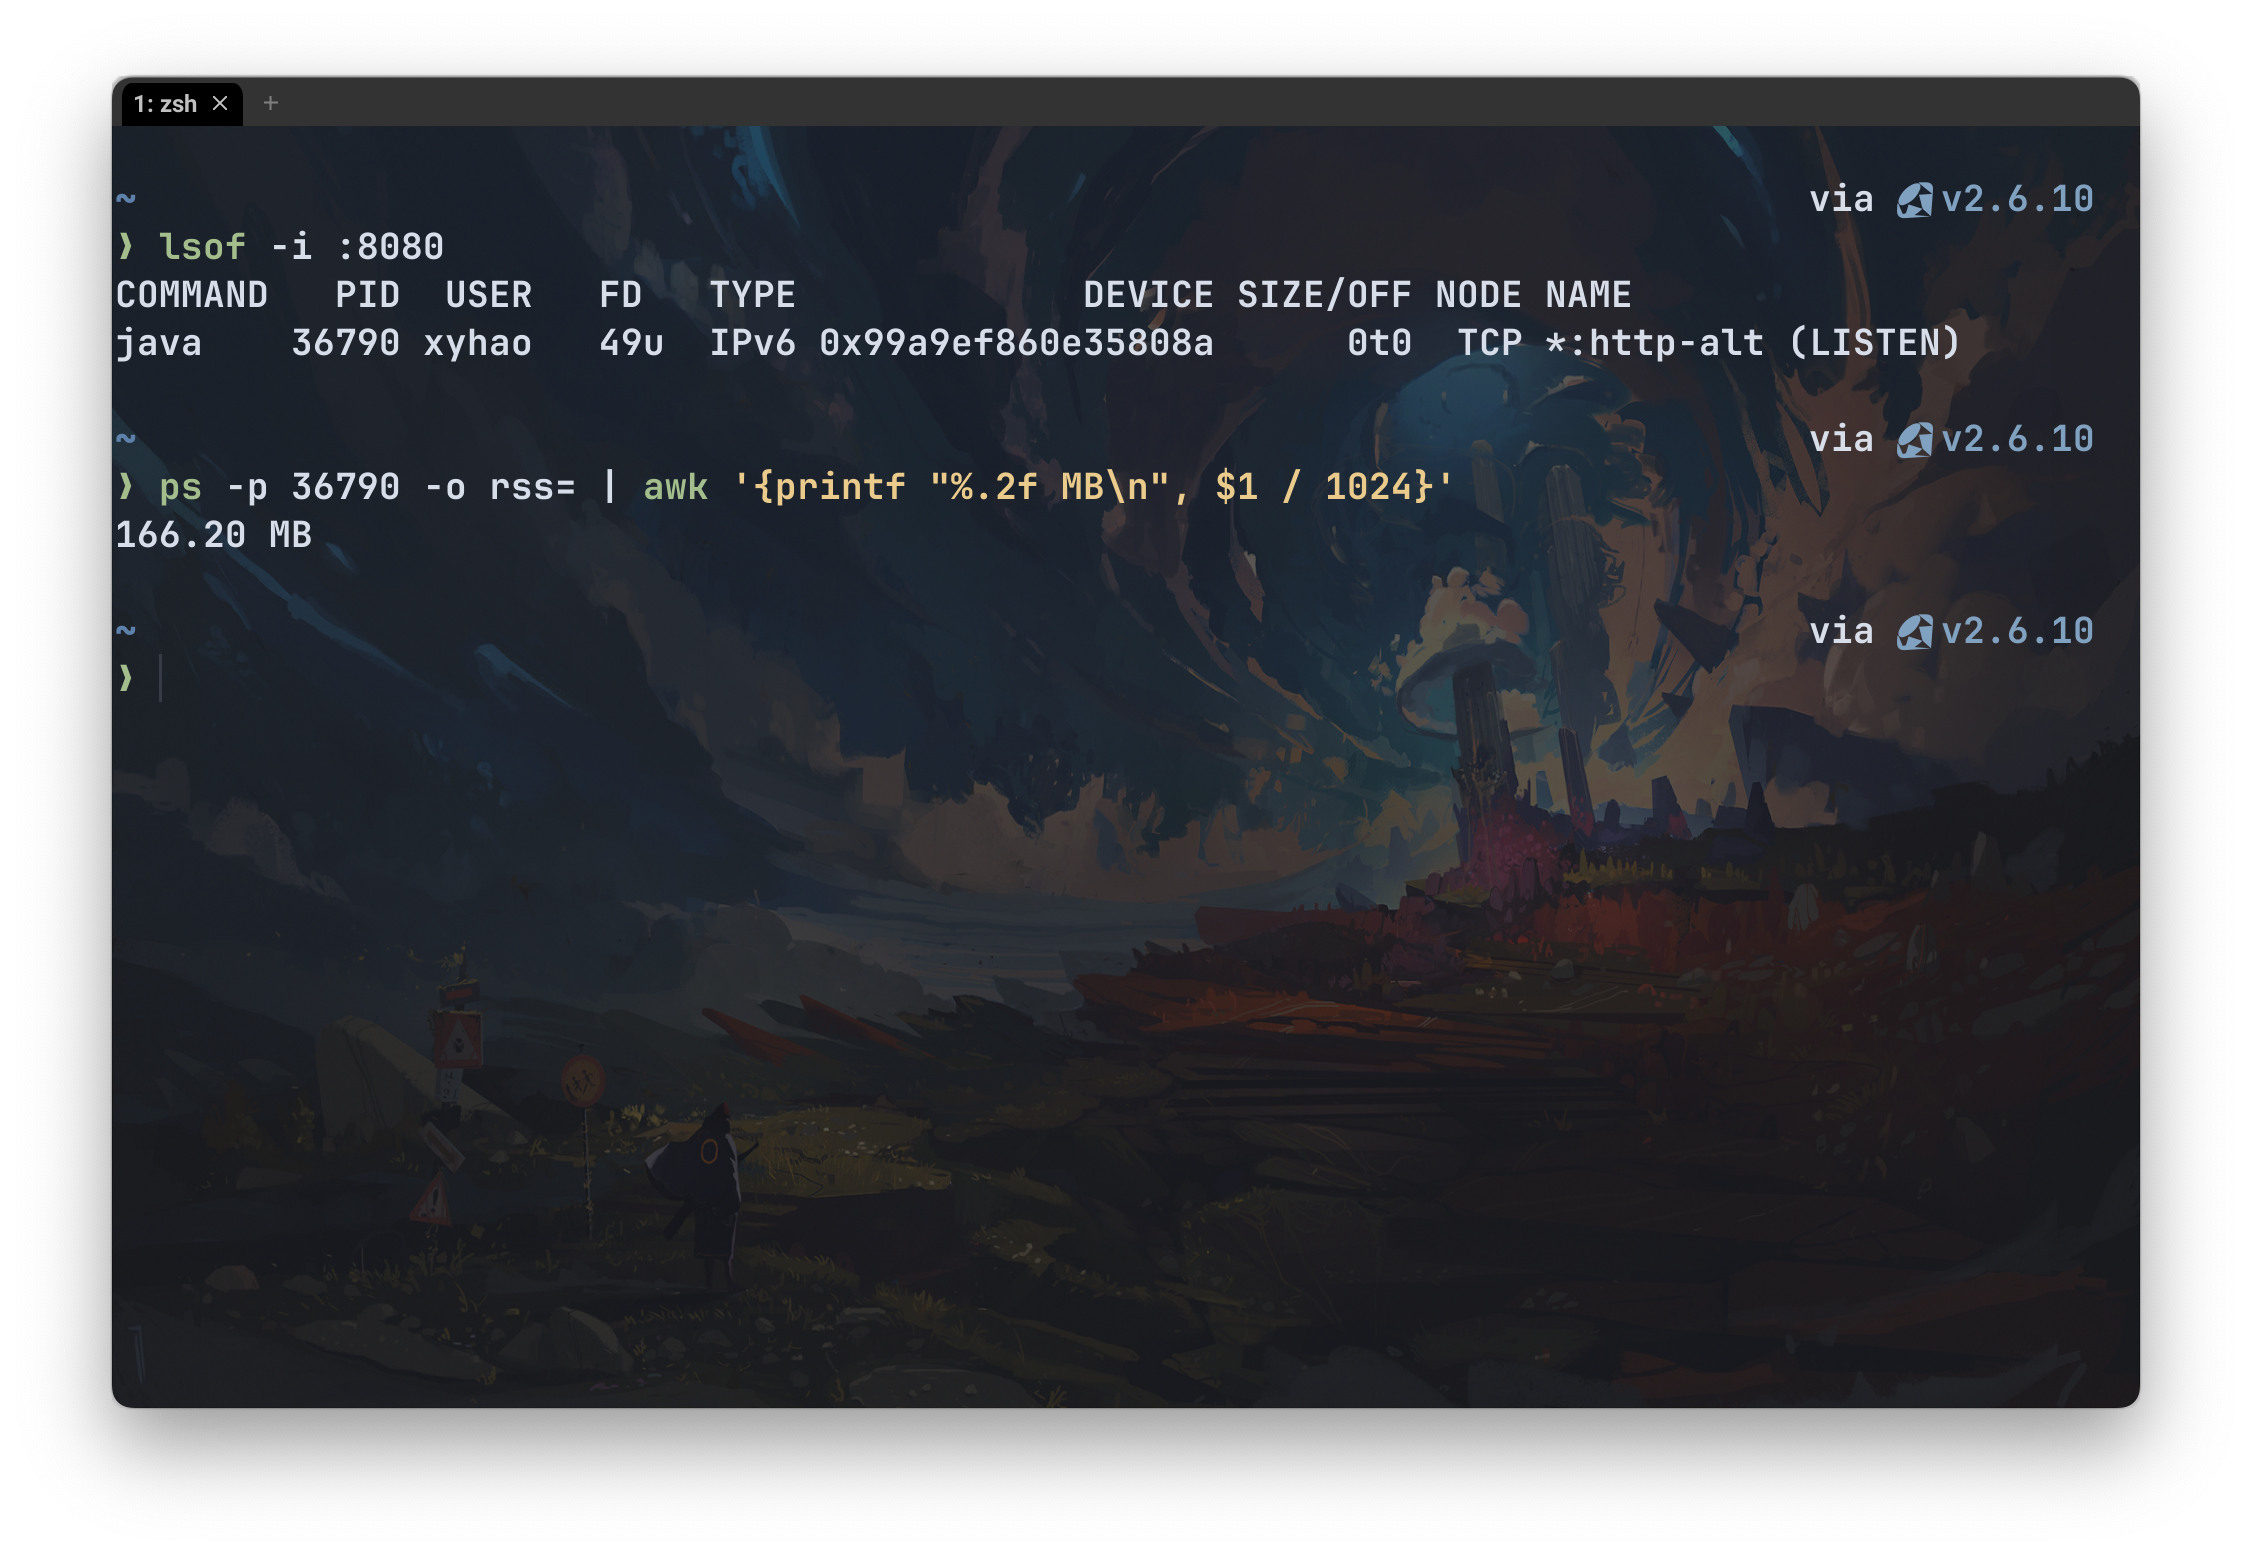 1: zsh × +
~ via v2.6.10
❯ lsof -i :8080
COMMAND PID USER FD TYPE DEVICE SIZE/OFF NODE NAME
java 36790 xyhao 49u IPv6 0x99a9ef860e35808a 0t0 TCP *:http-alt (LISTEN)
~ via v2.6.10
❯ ps -p 36790 -o rss= | awk '{printf "%.2f MB\n", $1 / 1024}'
166.20 MB
~ via v2.6.10
❯